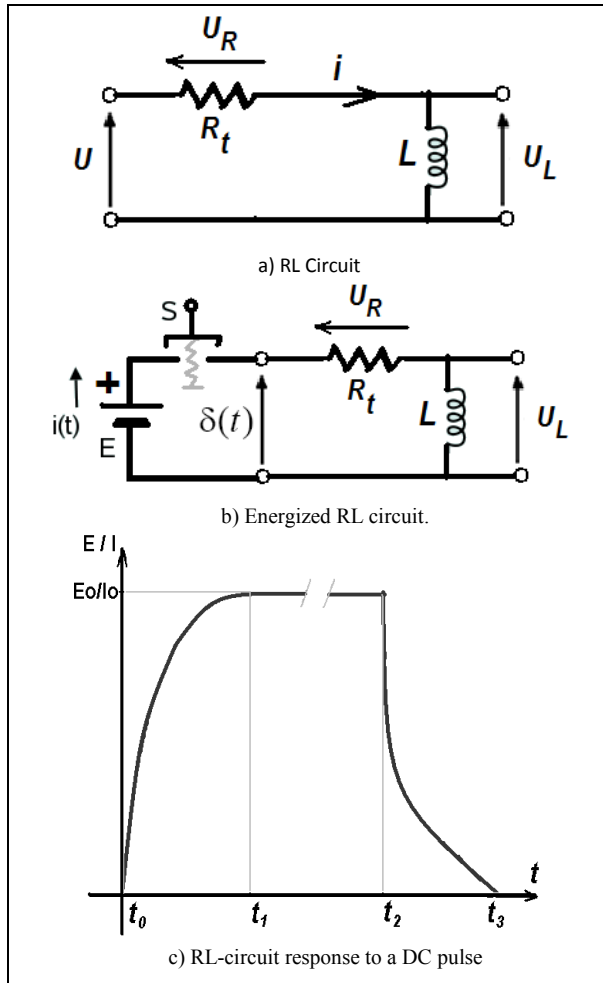 U_R
i
R_t
U
L
U_L
a) RL Circuit
S
U_R
+
i(t)
E
δ(t)
R_t
L
U_L
b) Energized RL circuit.
E / I
Eo/Io
t
t_0 t_1 t_2 t_3
c) RL-circuit response to a DC pulse